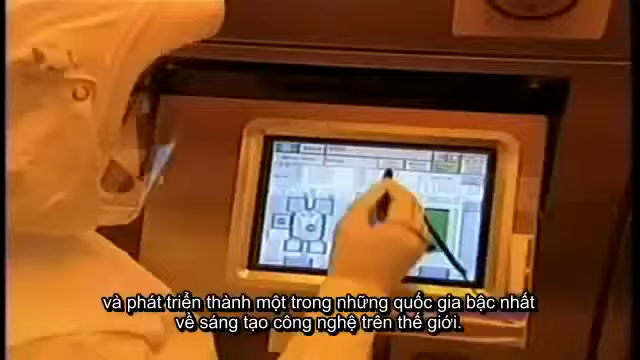 và phát triển thành một trong những quốc gia bậc nhất
về sáng tạo công nghệ trên thế giới.